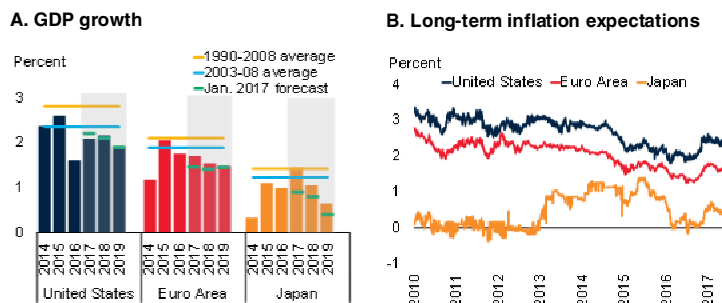 A. GDP growth
Percent
1990-2008 average
2003-08 average
Jan. 2017 forecast
3
2
1
0
2014
2015
2016
2017
2018
2019
2014
2015
2016
2017
2018
2019
2014
2015
2016
2017
2018
2019
United States
Euro Area
Japan
B. Long-term inflation expectations
Percent
United States
Euro Area
Japan
4
3
2
1
0
-1
2010
2011
2012
2013
2014
2015
2016
2017